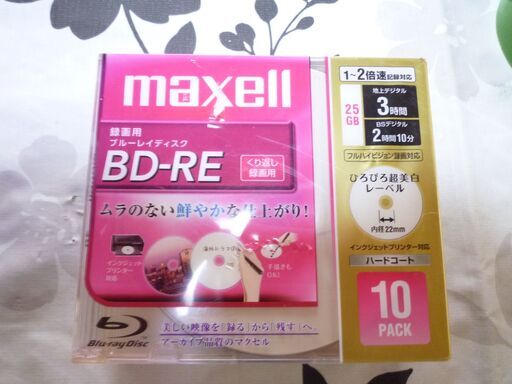 maxell
録画用
ブルーレイディスク
BD-RE
くり返し
録画用
ムラのない鮮やかな仕上がり!
インクジェット
プリンター
対応
手描きも
OK!
Blu-ray Disc
美しい映像を「録る」から「残す」へ。
アーカイブ品質のマクセル
1~2倍速記録対応
25
GB
地上デジタル
3時間
BSデジタル
2時間10分
フルハイビジョン録画対応
ひろびろ超美白
レーベル
内径22mm
インクジェットプリンター対応
ハードコート
10
PACK